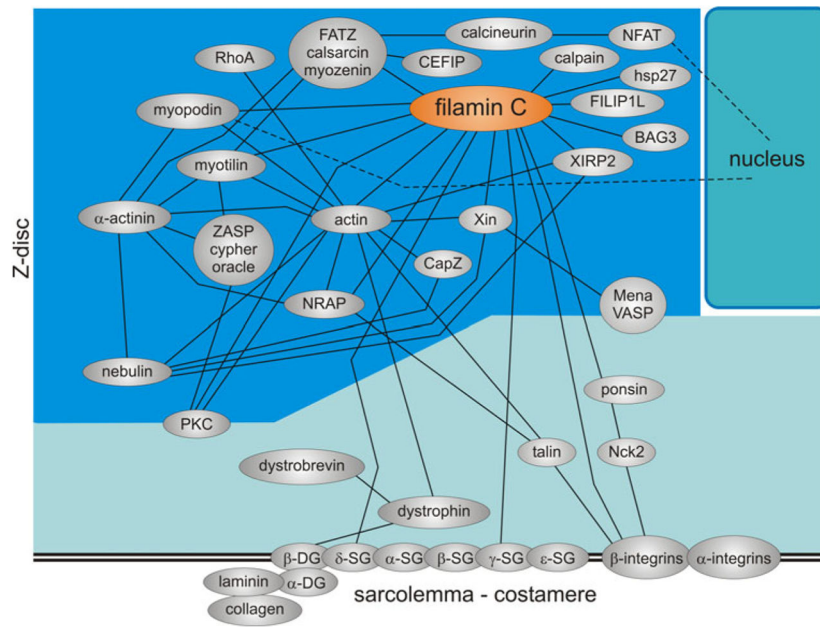 FATZ
calsarcin
myozenin
calcineurin
NFAT
RhoA
CEFIP
calpain
hsp27
myopodin
filamin C
FILIP1L
BAG3
myotilin
XIRP2
nucleus
α-actinin
actin
Xin
ZASP
cypher
oracle
CapZ
Z-disc
NRAP
Mena
VASP
nebulin
ponsin
PKC
talin
Nck2
dystrobrevin
dystrophin
β-DG
δ-SG
α-SG
β-SG
γ-SG
ε-SG
β-integrins
α-integrins
laminin
α-DG
collagen
sarcolemma - costamere